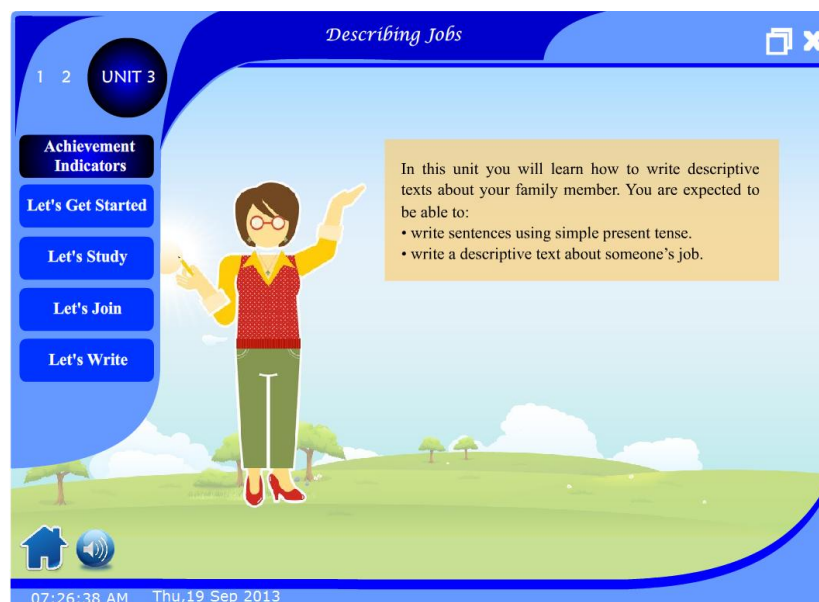 Describing Jobs
1 2 UNIT 3
Achievement
Indicators
Let's Get Started
Let's Study
Let's Join
Let's Write
In this unit you will learn how to write descriptive
texts about your family member. You are expected to
be able to:
• write sentences using simple present tense.
• write a descriptive text about someone's job.
07:26:38 AM Thu,19 Sep 2013